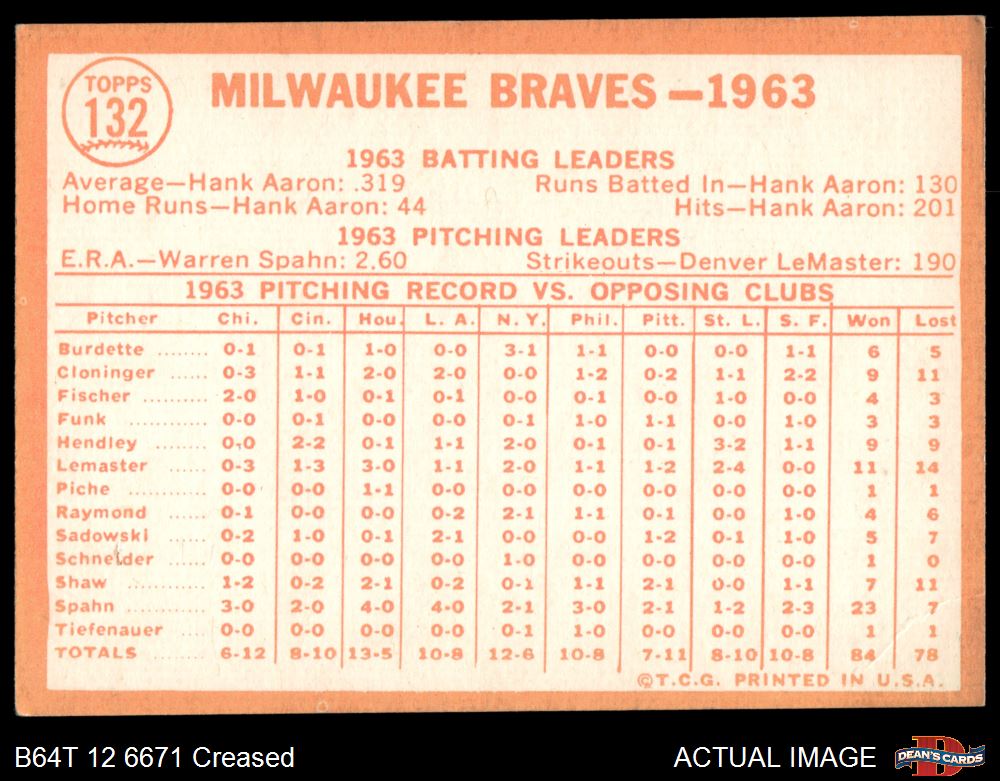 TOPPS
132
MILWAUKEE BRAVES—1963
1963 BATTING LEADERS
Average—Hank Aaron: .319 Runs Batted In—Hank Aaron: 130
Home Runs—Hank Aaron: 44 Hits—Hank Aaron: 201
1963 PITCHING LEADERS
E.R.A.—Warren Spahn: 2.60 Strikeouts—Denver LeMaster: 190
1963 PITCHING RECORD VS. OPPOSING CLUBS
Pitcher Chi. Cin. Hou. L. A. N. Y. Phil. Pitt. St. L. S. F. Won Lost
Burdette ........ 0-1 0-1 1-0 0-0 3-1 1-1 0-0 0-0 1-1 6 5
Cloninger ...... 0-3 1-1 2-0 2-0 0-0 1-2 0-2 1-1 2-2 9 11
Fischer .......... 2-0 1-0 0-1 0-1 0-0 0-1 0-0 1-0 0-0 4 3
Funk ............ 0-0 0-1 0-0 0-0 0-1 1-0 1-1 0-0 1-0 3 3
Hendley ........ 0-0 2-2 0-1 1-1 2-0 0-1 0-1 3-2 1-1 9 9
Lemaster ...... 0-3 1-3 3-0 1-1 2-0 1-1 1-2 2-4 0-0 11 14
Piche ............ 0-0 0-0 1-1 0-0 0-0 0-0 0-0 0-0 0-0 1 1
Raymond ...... 0-1 0-0 0-0 0-2 2-1 1-1 0-1 0-0 1-0 4 6
Sadowski ...... 0-2 1-0 0-1 2-1 0-0 0-0 1-2 0-1 1-0 5 7
Schneider ...... 0-0 0-0 0-0 0-0 1-0 0-0 0-0 0-0 0-0 1 0
Shaw ............ 1-2 0-2 2-1 0-2 0-1 1-1 2-1 0-0 1-1 7 11
Spahn .......... 3-0 2-0 4-0 4-0 2-1 3-0 2-1 1-2 2-3 23 7
Tiefenauer .... 0-0 0-0 0-0 0-0 0-1 1-0 0-0 0-0 0-0 1 1
TOTALS ........ 6-12 8-10 13-5 10-8 12-6 10-8 7-11 8-10 10-8 84 78
©T.C.G. PRINTED IN U.S.A.
B64T 12 6671 Creased ACTUAL IMAGE
D
DEAN'S CARDS